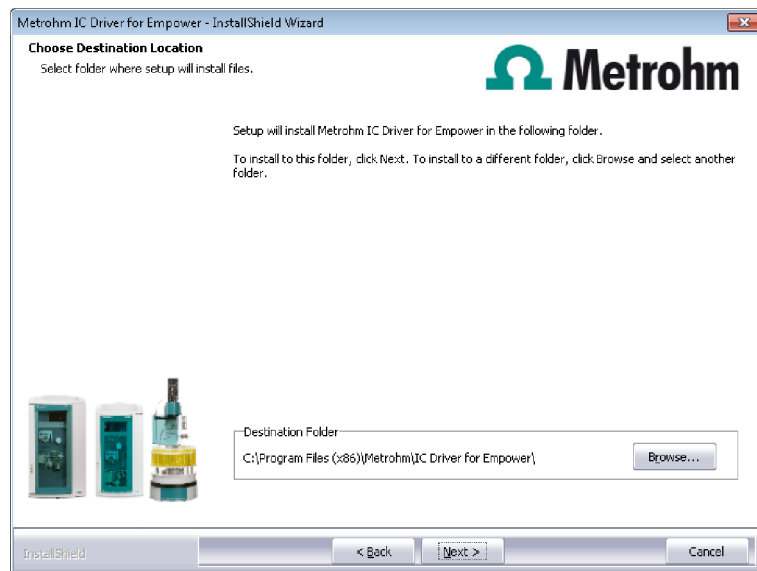 Metrohm IC Driver for Empower - InstallShield Wizard
Choose Destination Location
Select folder where setup will install files.
Metrohm
Setup will install Metrohm IC Driver for Empower in the following folder.
To install to this folder, click Next. To install to a different folder, click Browse and select another
folder.
Destination Folder
C:\Program Files (x86)\Metrohm\IC Driver for Empower\
Browse...
InstallShield
< Back
Next >
Cancel